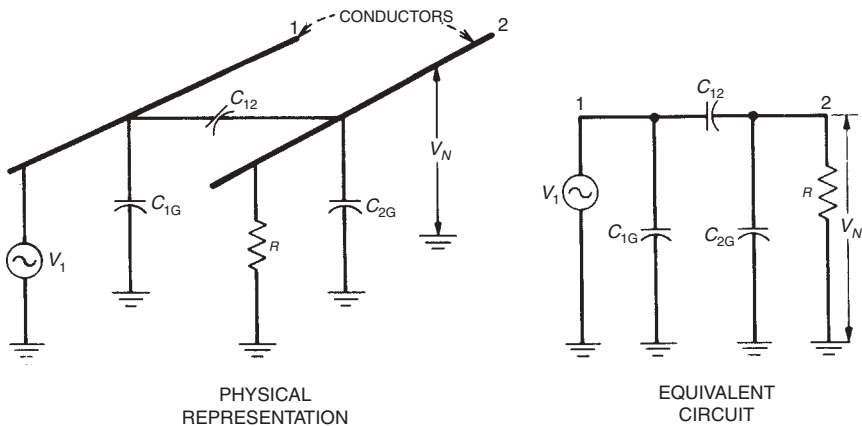 CONDUCTORS
1
2
C12
C1G
C2G
VN
R
V1
PHYSICAL
REPRESENTATION
1
C12
2
V1
C1G
C2G
R
VN
EQUIVALENT
CIRCUIT